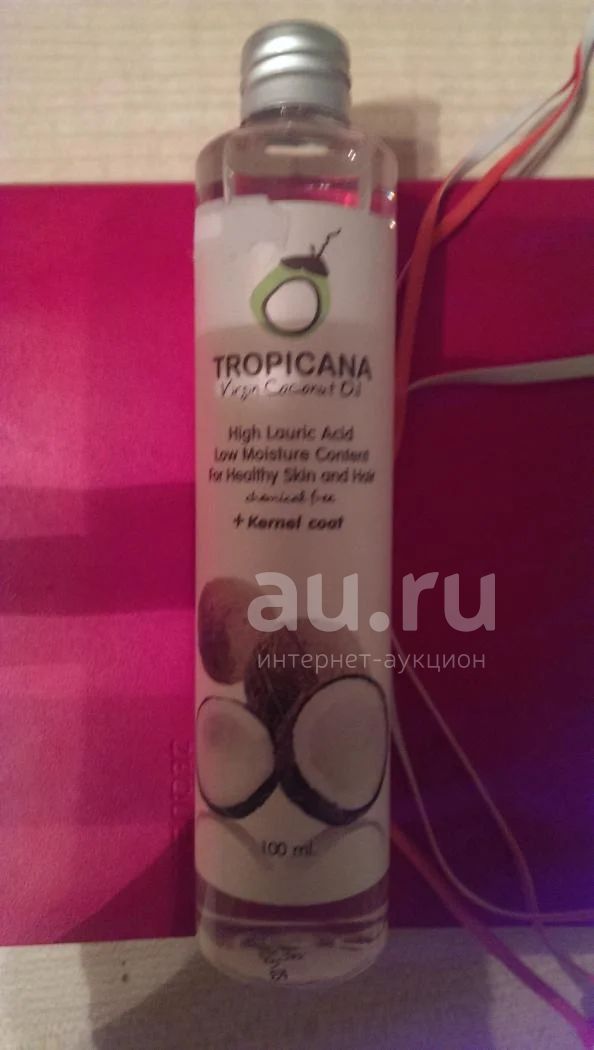 TROPICANA
Virgin Coconut Oil
High Lauric Acid
Low Moisture Content
For Healthy Skin and Hair
chemical free
+ Kernel coat
au.ru
интернет-аукцион
100 ml.